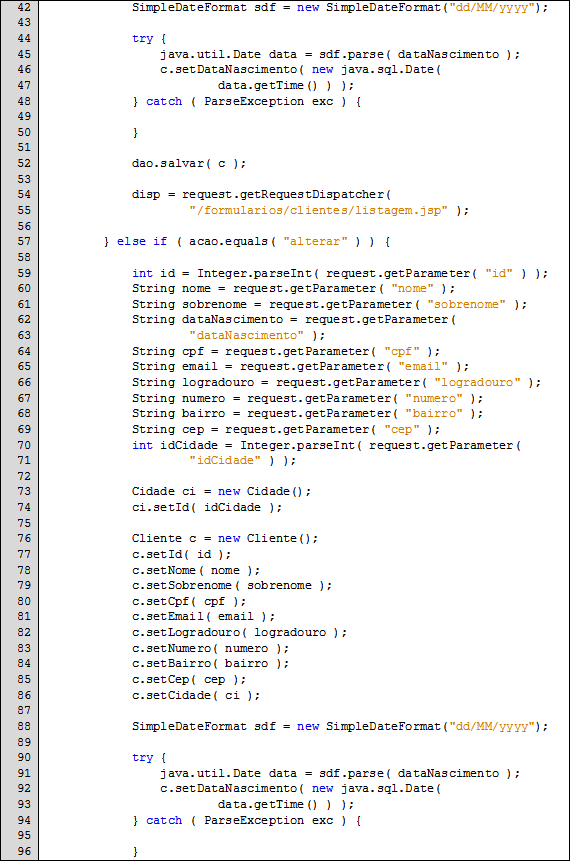 42 SimpleDateFormat sdf = new SimpleDateFormat("dd/MM/yyyy");
43
44 try {
45 java.util.Date data = sdf.parse( dataNascimento );
46 c.setDataNascimento( new java.sql.Date(
47 data.getTime() ) );
48 } catch ( ParseException exc ) {
49
50 }
51
52 dao.salvar( c );
53
54 disp = request.getRequestDispatcher(
55 "/formularios/clientes/listagem.jsp" );
56
57 } else if ( acao.equals( "alterar" ) ) {
58
59 int id = Integer.parseInt( request.getParameter( "id" ) );
60 String nome = request.getParameter( "nome" );
61 String sobrenome = request.getParameter( "sobrenome" );
62 String dataNascimento = request.getParameter(
63 "dataNascimento" );
64 String cpf = request.getParameter( "cpf" );
65 String email = request.getParameter( "email" );
66 String logradouro = request.getParameter( "logradouro" );
67 String numero = request.getParameter( "numero" );
68 String bairro = request.getParameter( "bairro" );
69 String cep = request.getParameter( "cep" );
70 int idCidade = Integer.parseInt( request.getParameter(
71 "idCidade" ) );
72
73 Cidade ci = new Cidade();
74 ci.setId( idCidade );
75
76 Cliente c = new Cliente();
77 c.setId( id );
78 c.setNome( nome );
79 c.setSobrenome( sobrenome );
80 c.setCpf( cpf );
81 c.setEmail( email );
82 c.setLogradouro( logradouro );
83 c.setNumero( numero );
84 c.setBairro( bairro );
85 c.setCep( cep );
86 c.setCidade( ci );
87
88 SimpleDateFormat sdf = new SimpleDateFormat("dd/MM/yyyy");
89
90 try {
91 java.util.Date data = sdf.parse( dataNascimento );
92 c.setDataNascimento( new java.sql.Date(
93 data.getTime() ) );
94 } catch ( ParseException exc ) {
95
96 }